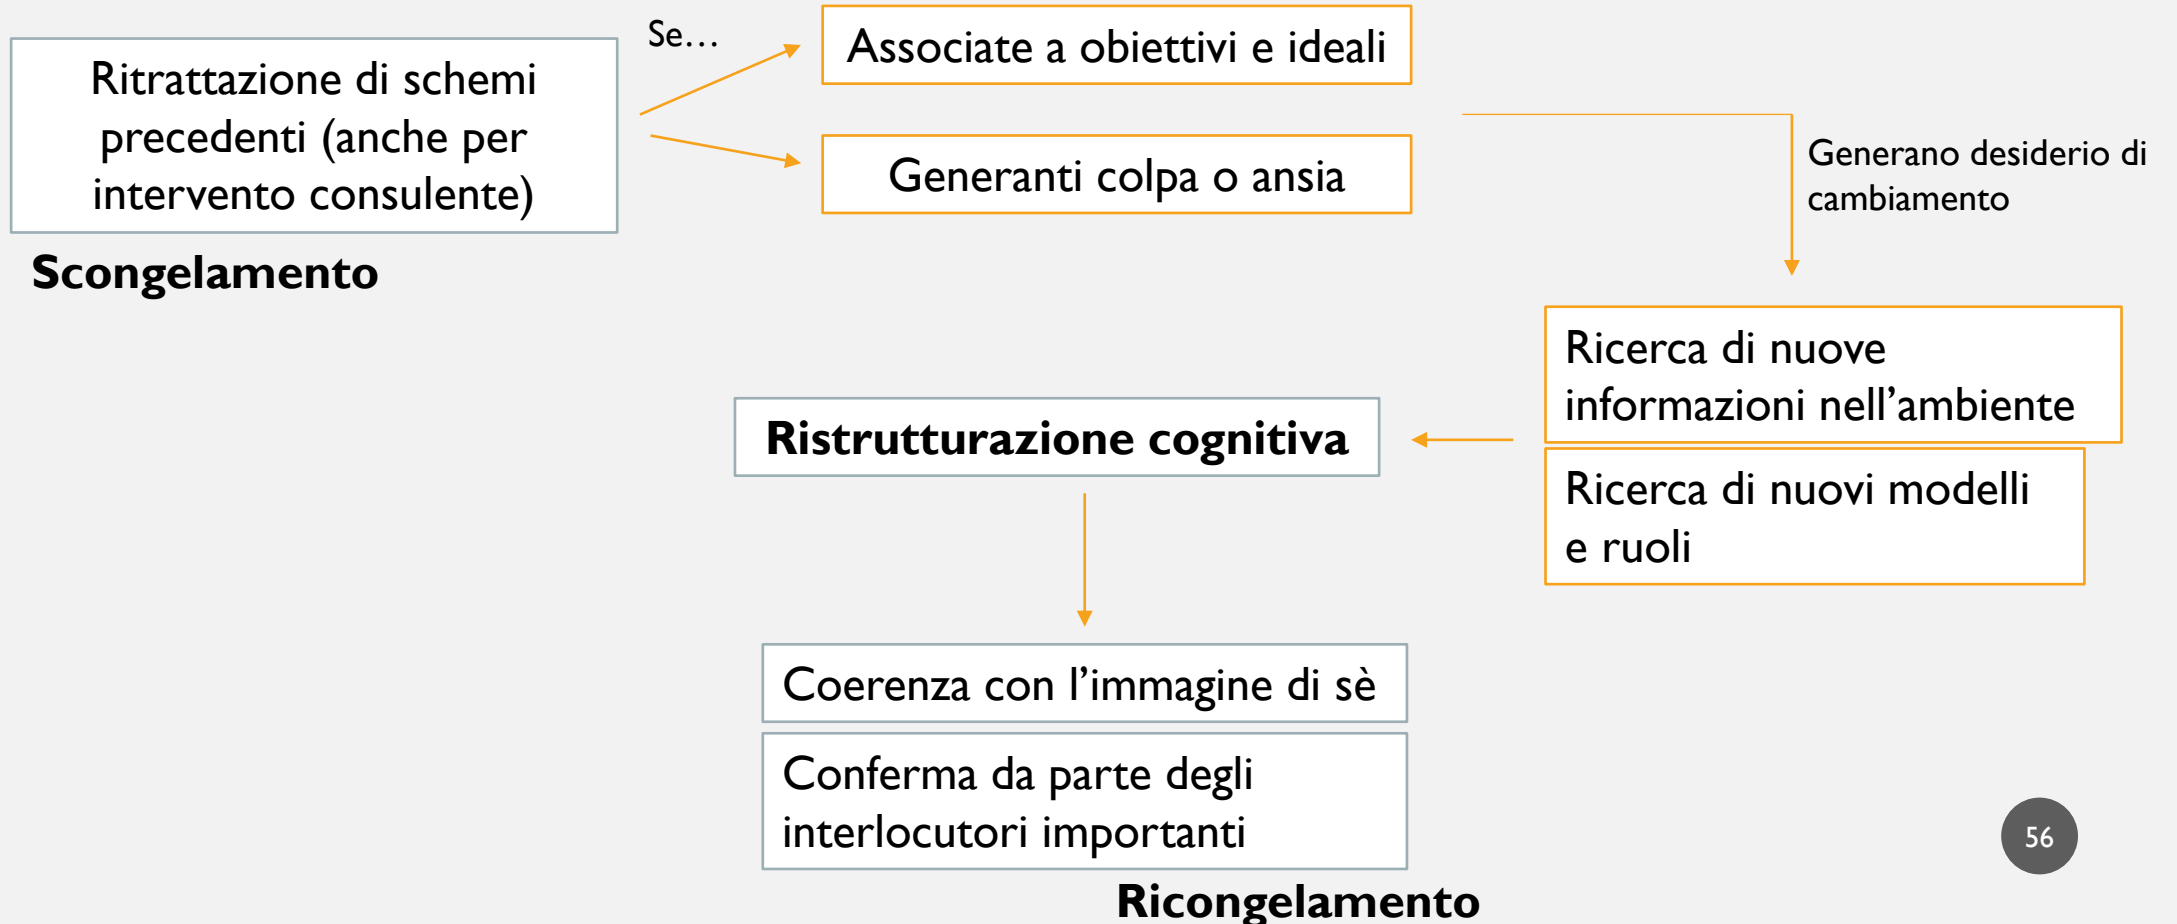 Ritrattazione di schemi
precedenti (anche per
intervento consulente)
Scongelamento
Se…
Associate a obiettivi e ideali
Generanti colpa o ansia
Generano desiderio di
cambiamento
Ricerca di nuove
informazioni nell’ambiente
Ricerca di nuovi modelli
e ruoli
Ristrutturazione cognitiva
Coerenza con l’immagine di sè
Conferma da parte degli
interlocutori importanti
Ricongelamento
56